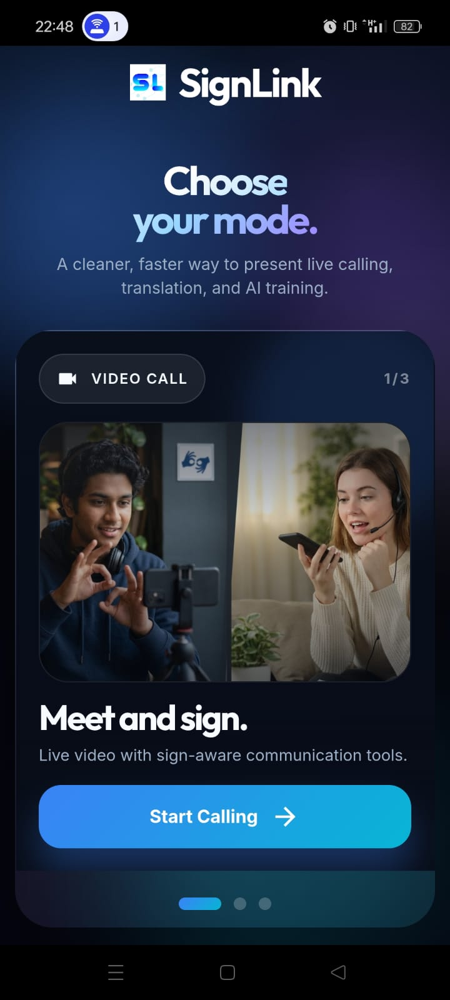 22:48
1
H+
82
SL
SignLink
Choose
your mode.
A cleaner, faster way to present live calling,
translation, and AI training.
VIDEO CALL
1/3
Meet and sign.
Live video with sign-aware communication tools.
Start Calling